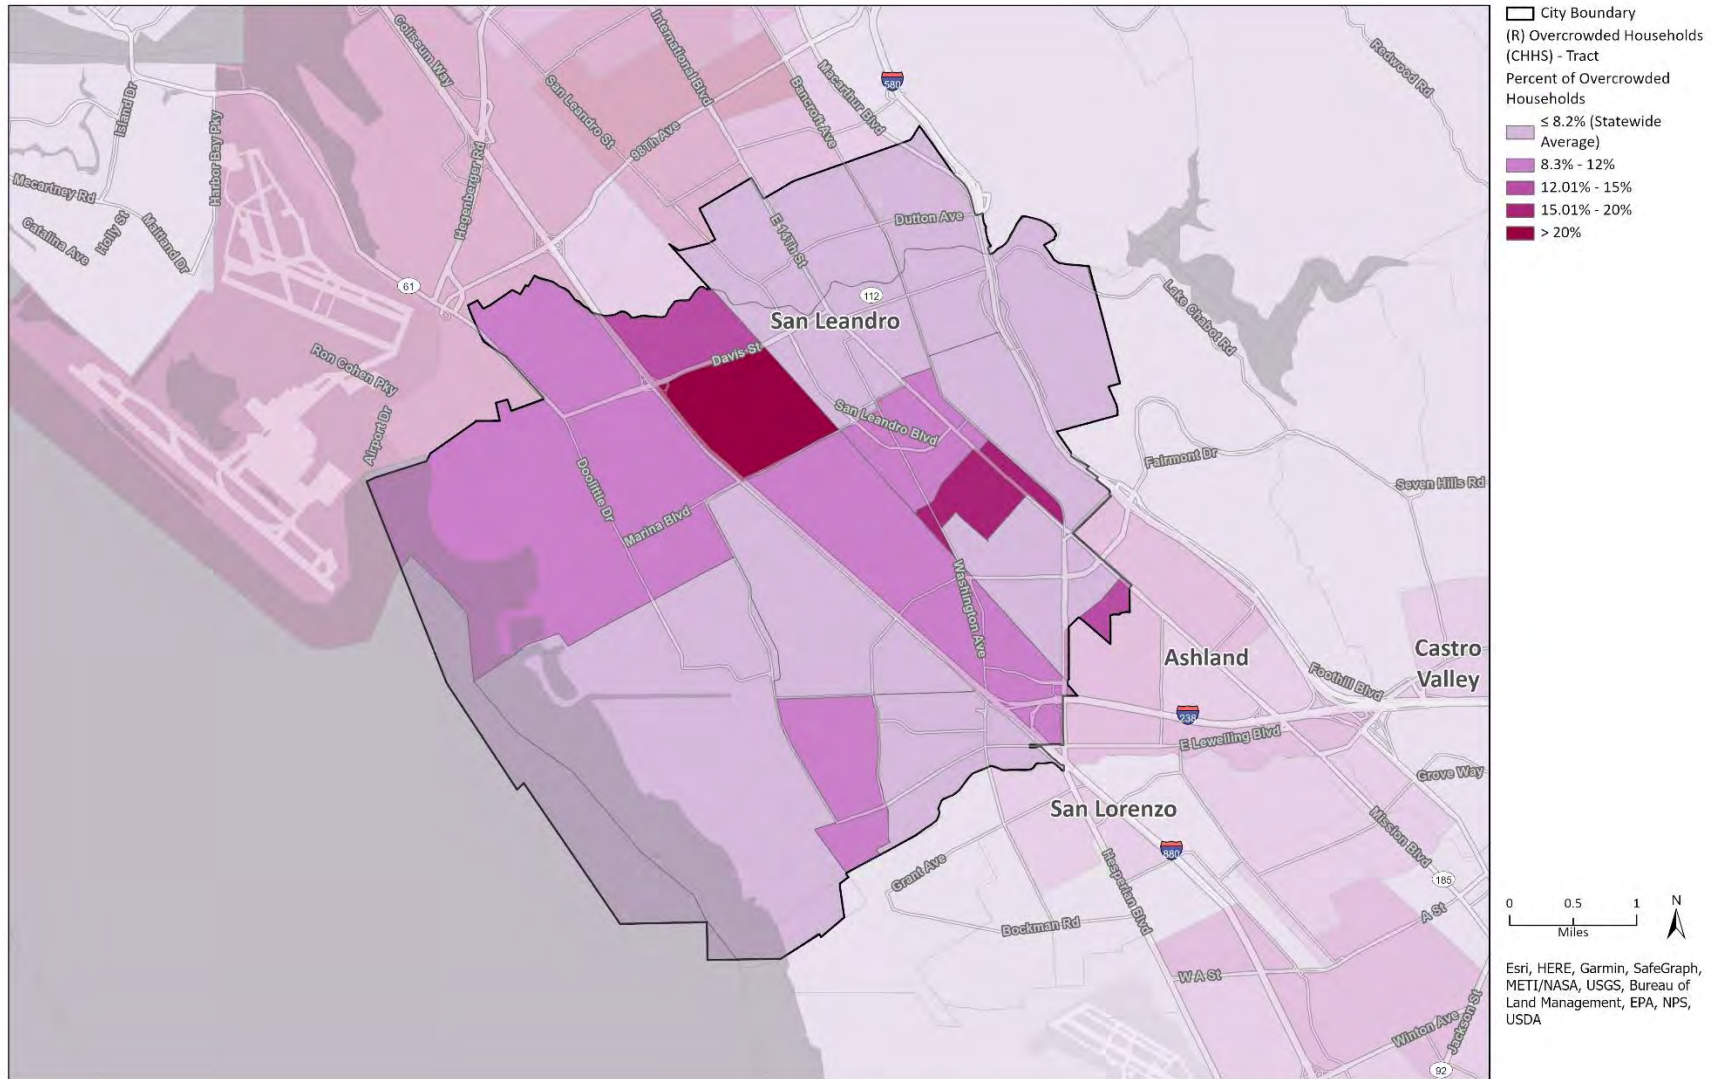 City Boundary
(R) Overcrowded Households
(CHHS) - Tract
Percent of Overcrowded
Households
≤ 8.2% (Statewide
Average)
8.3% - 12%
12.01% - 15%
15.01% - 20%
> 20%
Coliseum Way
International Blvd
San Leandro St
Bancroft Ave
Macarthur Blvd
580
Redwood Rd
Island Dr
Harbor Bay Pky
98Th Ave
Hegenberger Rd
Mecartney Rd
Holly St
Maitland Dr
Catalina Ave
61
E 14Th St
Dutton Ave
112
San Leandro
Lake Chabot Rd
Davis St
Ron Cohen Pky
Airport Dr
San Leandro Blvd
Doolittle Dr
Marina Blvd
Fairmont Dr
Seven Hills Rd
Washington Ave
Ashland
Castro
Valley
Foothill Blvd
238
E Lewelling Blvd
Grove Way
San Lorenzo
Mission Blvd
880
Grant Ave
Hesperian Blvd
185
A St
Bockman Rd
W A St
Winton Ave
Jackson St
92
0 0.5 1
Miles
N
Esri, HERE, Garmin, SafeGraph,
METI/NASA, USGS, Bureau of
Land Management, EPA, NPS,
USDA